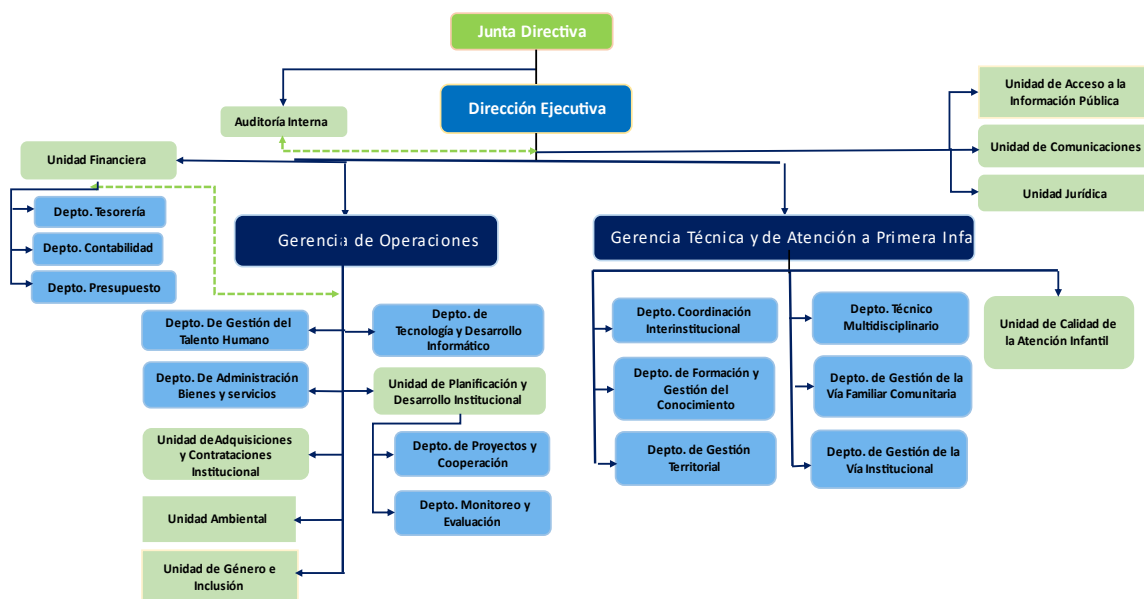 Junta Directiva
Dirección Ejecutiva
Auditoría Interna
Unidad de Acceso a la
Información Pública
Unidad de Comunicaciones
Unidad Jurídica
Unidad Financiera
Depto. Tesorería
Depto. Contabilidad
Depto. Presupuesto
Gerencia de Operaciones
Gerencia Técnica y de Atención a Primera Infa
Depto. De Gestión del
Talento Humano
Depto. de
Tecnología y Desarrollo
Informático
Depto. De Administración
Bienes y servicios
Unidad de Planificación y
Desarrollo Institucional
Unidad de Adquisiciones
y Contrataciones
Institucional
Depto. de Proyectos y
Cooperación
Depto. Monitoreo y
Evaluación
Unidad Ambiental
Unidad de Género e
Inclusión
Depto. Coordinación
Interinstitucional
Depto. Técnico
Multidisciplinario
Unidad de Calidad de
la Atención Infantil
Depto. de Formación y
Gestión del
Conocimiento
Depto. de Gestión de la
Vía Familiar Comunitaria
Depto. de Gestión
Territorial
Depto. de Gestión de la
Vía Institucional